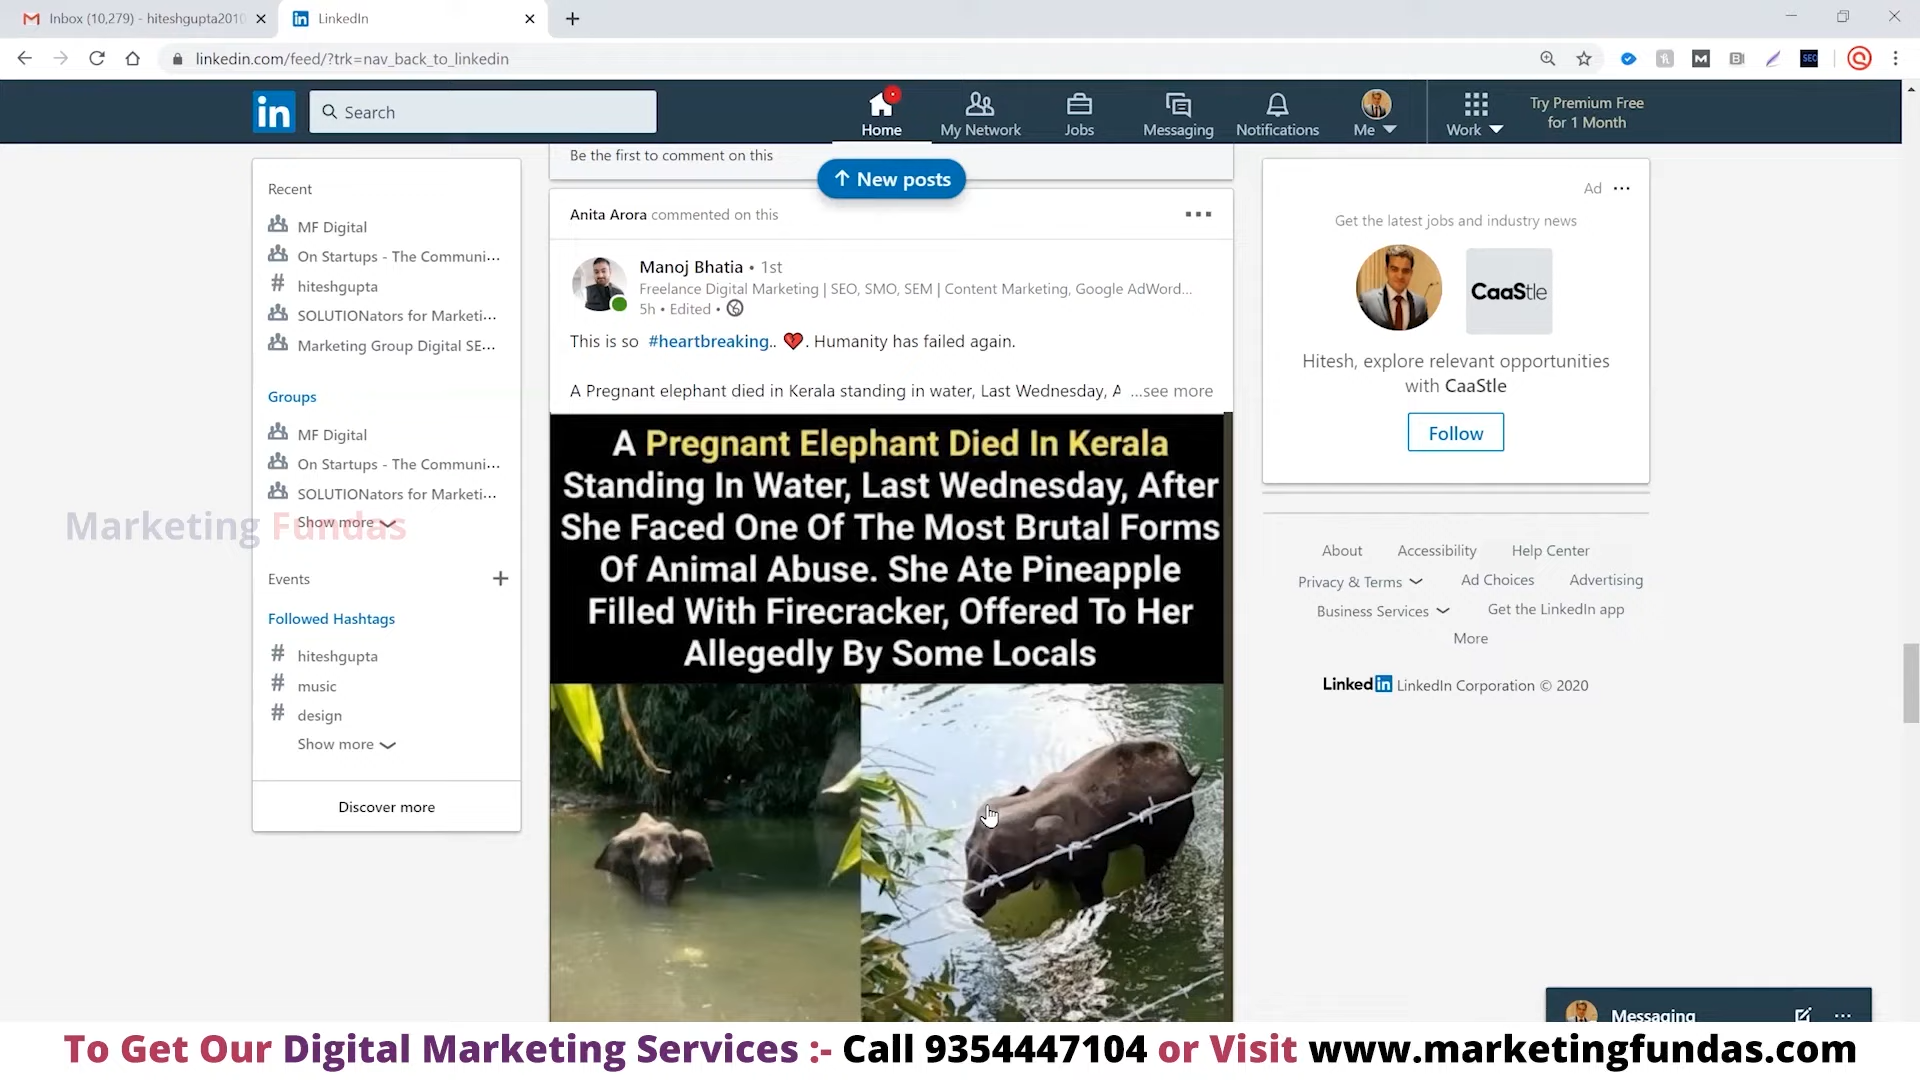 Inbox (10,279) - hiteshgupta2010
LinkedIn
linkedin.com/feed/?trk=nav_back_to_linkedin
in
Search
Home
My Network
Jobs
Messaging
Notifications
Me
Work
Try Premium Free
for 1 Month
Recent
MF Digital
On Startups - The Communi...
# hiteshgupta
SOLUTIONators for Marketi...
Marketing Group Digital SE...
Groups
MF Digital
On Startups - The Communi...
SOLUTIONators for Marketi...
Show more
Marketing Fundas
Events
Followed Hashtags
# hiteshgupta
# music
# design
Show more
Discover more
Be the first to comment on this
New posts
Anita Arora commented on this
Manoj Bhatia • 1st
Freelance Digital Marketing | SEO, SMO, SEM | Content Marketing, Google AdWord...
5h • Edited •
This is so #heartbreaking.. 💔. Humanity has failed again.
A Pregnant elephant died in Kerala standing in water, Last Wednesday, A ...see more
A Pregnant Elephant Died In Kerala
Standing In Water, Last Wednesday, After
She Faced One Of The Most Brutal Forms
Of Animal Abuse. She Ate Pineapple
Filled With Firecracker, Offered To Her
Allegedly By Some Locals
Ad
Get the latest jobs and industry news
CaaStle
Hitesh, explore relevant opportunities
with CaaStle
Follow
About Accessibility Help Center
Privacy & Terms Ad Choices Advertising
Business Services Get the LinkedIn app
More
LinkedIn LinkedIn Corporation © 2020
Messaging
To Get Our Digital Marketing Services :- Call 9354447104 or Visit www.marketingfundas.com